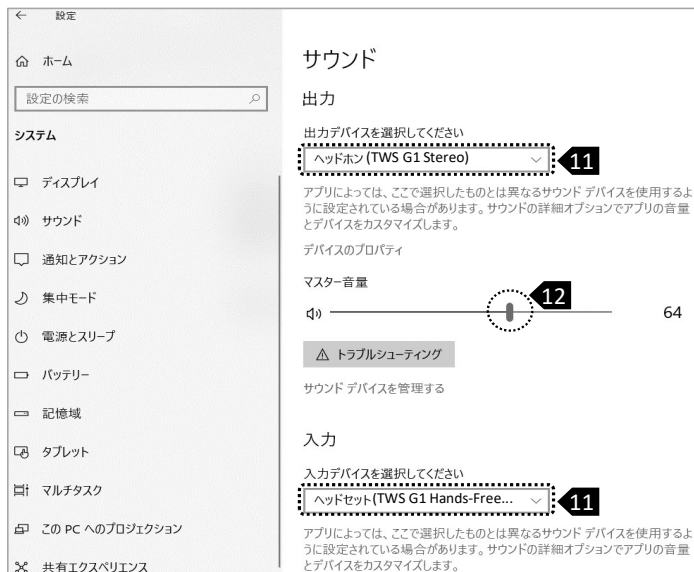 ← 設定
ホーム
設定の検索
システム
ディスプレイ
サウンド
通知とアクション
集中モード
電源とスリープ
バッテリー
記憶域
タブレット
マルチタスク
この PC へのプロジェクション
共有エクスペリエンス
サウンド
出力
出力デバイスを選択してください
ヘッドホン (TWS G1 Stereo)
11
アプリによっては、ここで選択したものとは異なるサウンド デバイスを使用するよ
うに設定されている場合があります。サウンドの詳細オプションでアプリの音量
とデバイスをカスタマイズします。
デバイスのプロパティ
マスター音量
12
64
トラブルシューティング
サウンド デバイスを管理する
入力
入力デバイスを選択してください
ヘッドセット(TWS G1 Hands-Free...
11
アプリによっては、ここで選択したものとは異なるサウンド デバイスを使用するよ
うに設定されている場合があります。サウンドの詳細オプションでアプリの音量
とデバイスをカスタマイズします。